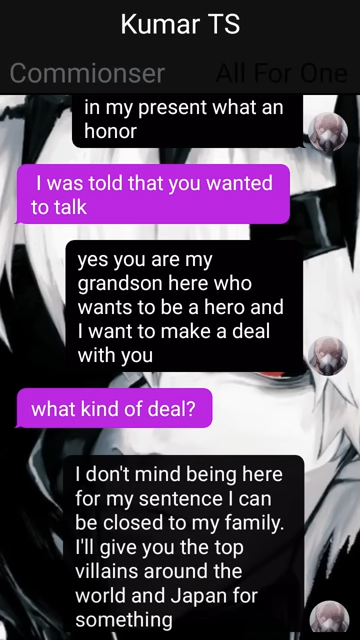 Kumar TS
Commionser
All For One
in my present what an
honor
I was told that you wanted
to talk
yes you are my
grandson here who
wants to be a hero and
I want to make a deal
with you
what kind of deal?
I don't mind being here
for my sentence I can
be closed to my family.
I'll give you the top
villains around the
world and Japan for
something